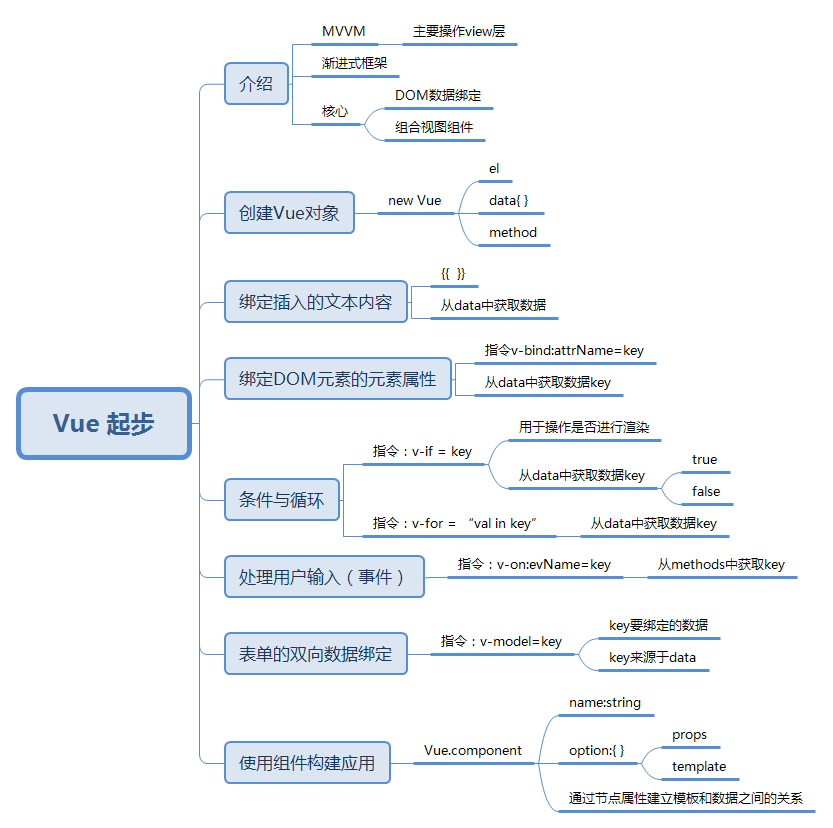 Vue 起步
介绍
MVVM
主要操作view层
渐进式框架
核心
DOM数据绑定
组合视图组件
创建Vue对象
new Vue
el
data{ }
method
绑定插入的文本内容
{{ }}
从data中获取数据
绑定DOM元素的元素属性
指令v-bind:attrName=key
从data中获取数据key
条件与循环
指令：v-if = key
用于操作是否进行渲染
从data中获取数据key
true
false
指令：v-for = “val in key”
从data中获取数据key
处理用户输入（事件）
指令：v-on:evName=key
从methods中获取key
表单的双向数据绑定
指令：v-model=key
key要绑定的数据
key来源于data
使用组件构建应用
Vue.component
name:string
option:{ }
props
template
通过节点属性建立模板和数据之间的关系